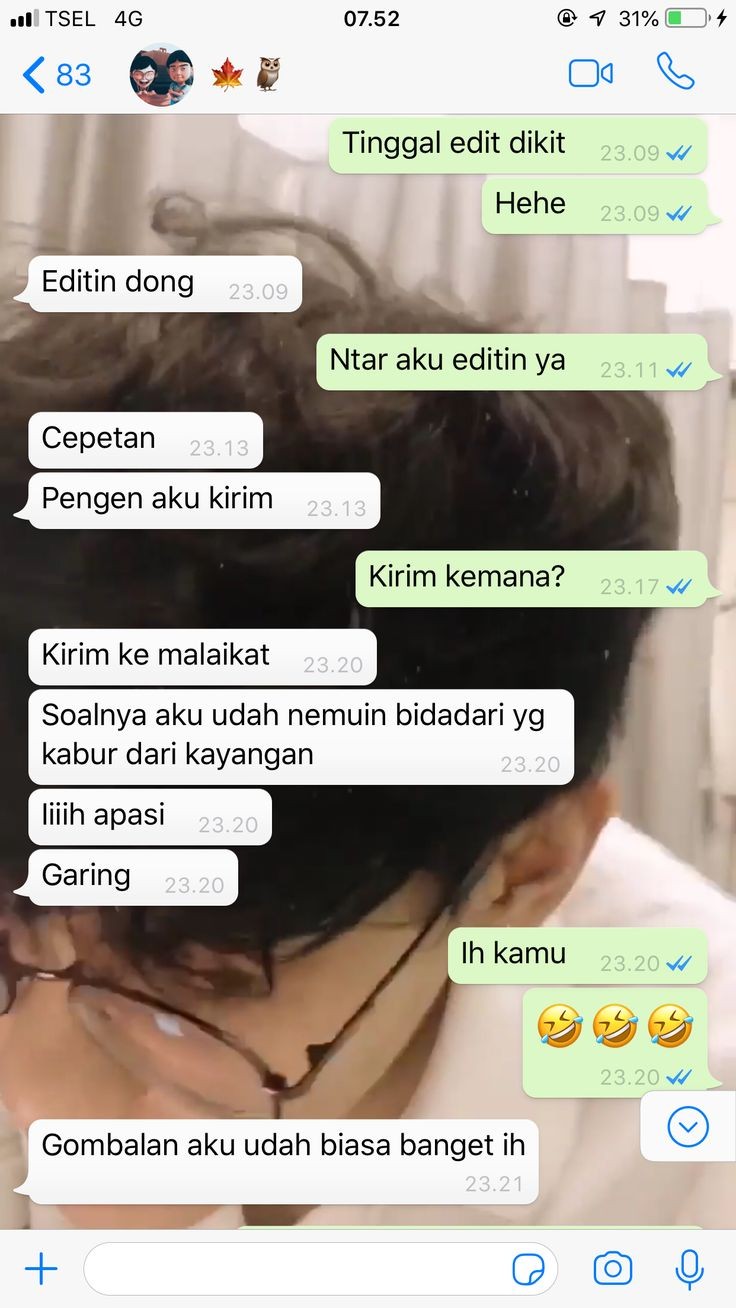 TSEL 4G 07.52 31%
83 🍁🦉
Tinggal edit dikit 23.09
Hehe 23.09
Editin dong 23.09
Ntar aku editin ya 23.11
Cepetan 23.13
Pengen aku kirim 23.13
Kirim kemana? 23.17
Kirim ke malaikat 23.20
Soalnya aku udah nemuin bidadari yg
kabur dari kayangan 23.20
Iiiih apasi 23.20
Garing 23.20
Ih kamu 23.20
🤣🤣🤣
23.20
Gombalan aku udah biasa banget ih
23.21